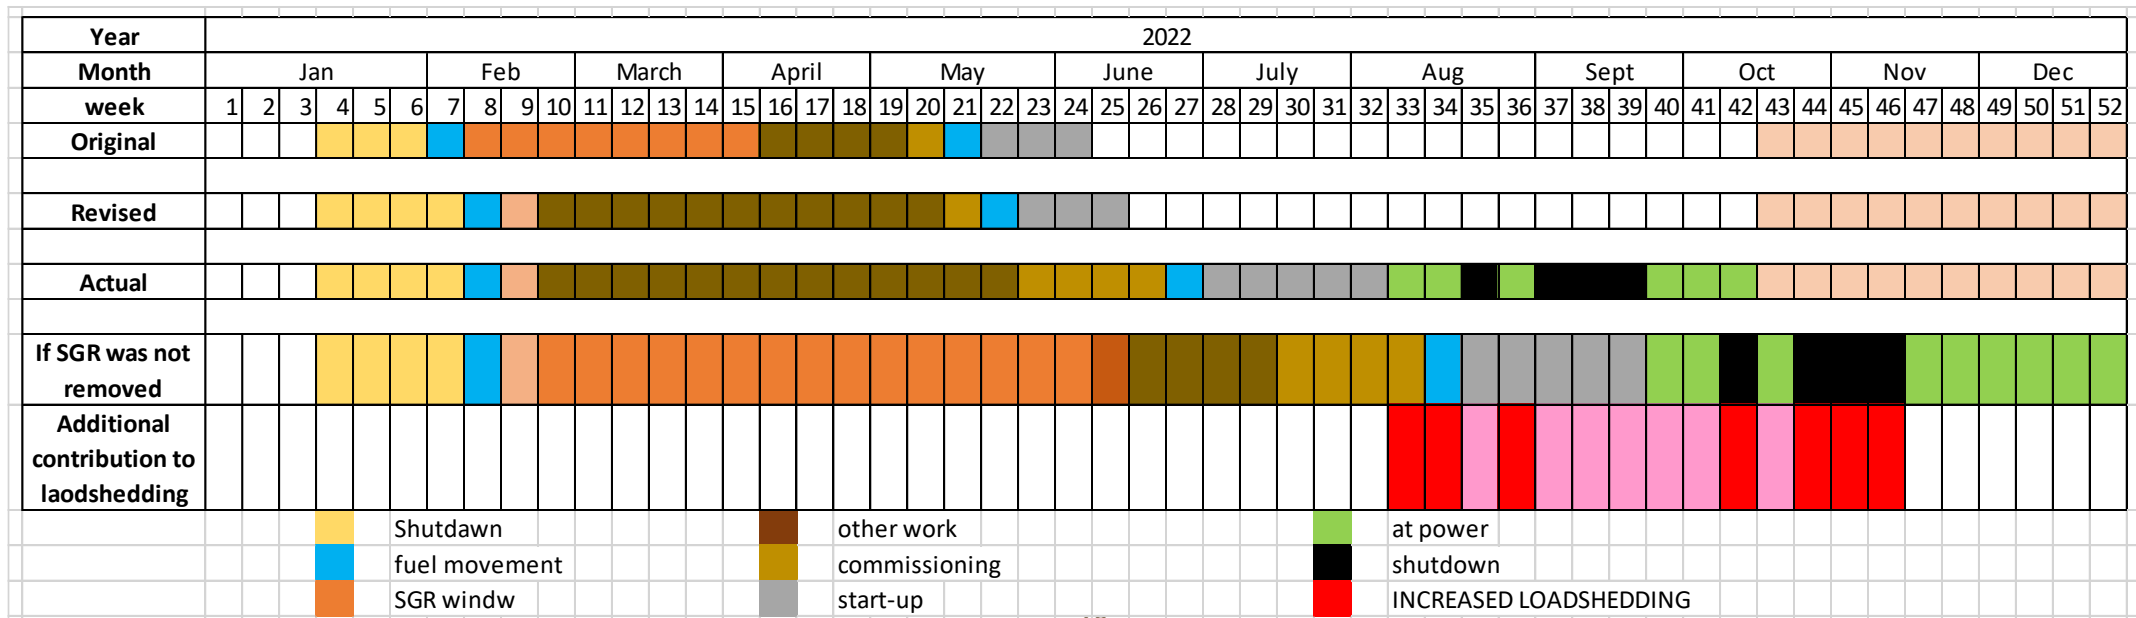 Year 2022
Month Jan Feb March April May June July Aug Sept Oct Nov Dec
week 1 2 3 4 5 6 7 8 9 10 11 12 13 14 15 16 17 18 19 20 21 22 23 24 25 26 27 28 29 30 31 32 33 34 35 36 37 38 39 40 41 42 43 44 45 46 47 48 49 50 51 52
Original
Revised
Actual
If SGR was not
removed
Additional
contribution to
laodshedding
Shutdawn other work at power
fuel movement commissioning shutdown
SGR windw start-up INCREASED LOADSHEDDING